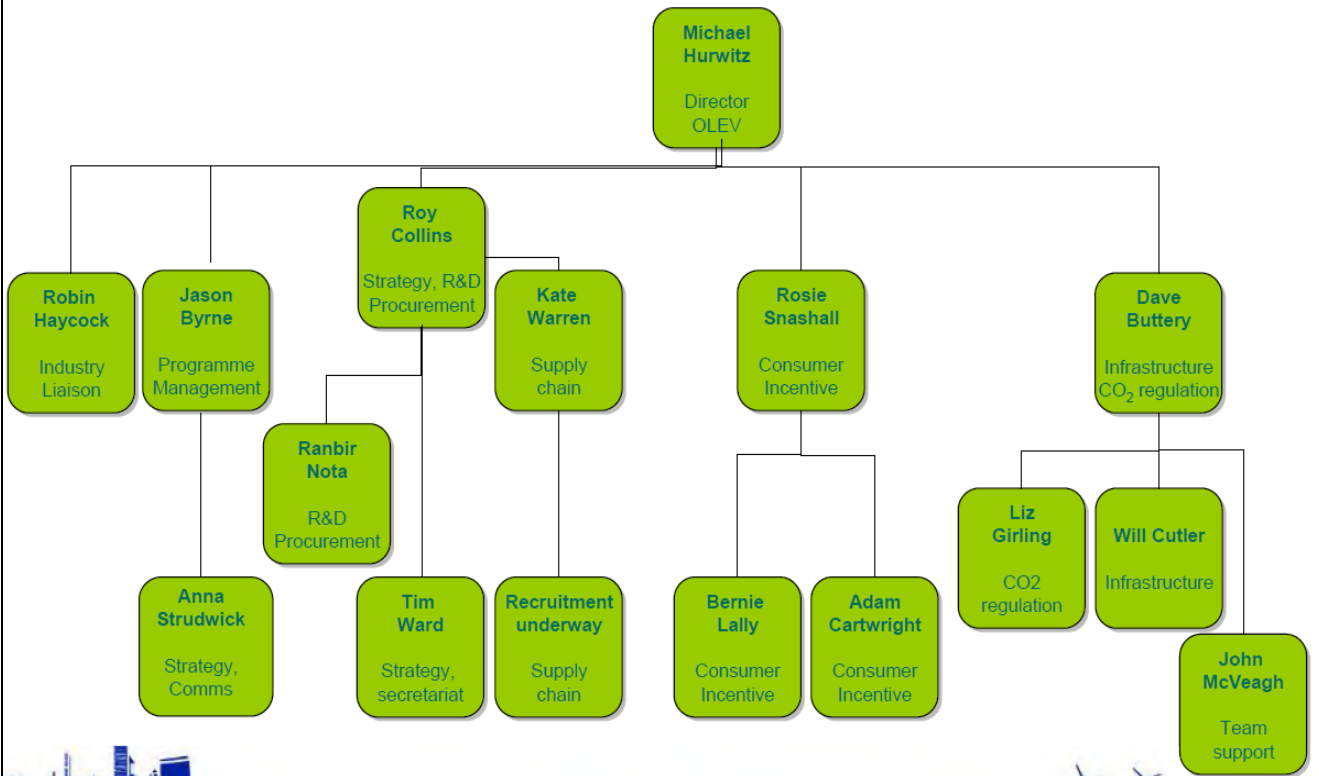 Michael
Hurwitz
Director
OLEV
Roy
Collins
Strategy, R&D
Procurement
Robin
Haycock
Industry
Liaison
Jason
Byrne
Programme
Management
Kate
Warren
Supply
chain
Rosie
Snashall
Consumer
Incentive
Dave
Buttery
Infrastructure
CO₂ regulation
Ranbir
Nota
R&D
Procurement
Liz
Girling
CO2
regulation
Will Cutler
Infrastructure
Anna
Strudwick
Strategy,
Comms
Tim
Ward
Strategy,
secretariat
Recruitment
underway
Supply
chain
Bernie
Lally
Consumer
Incentive
Adam
Cartwright
Consumer
Incentive
John
McVeagh
Team
support